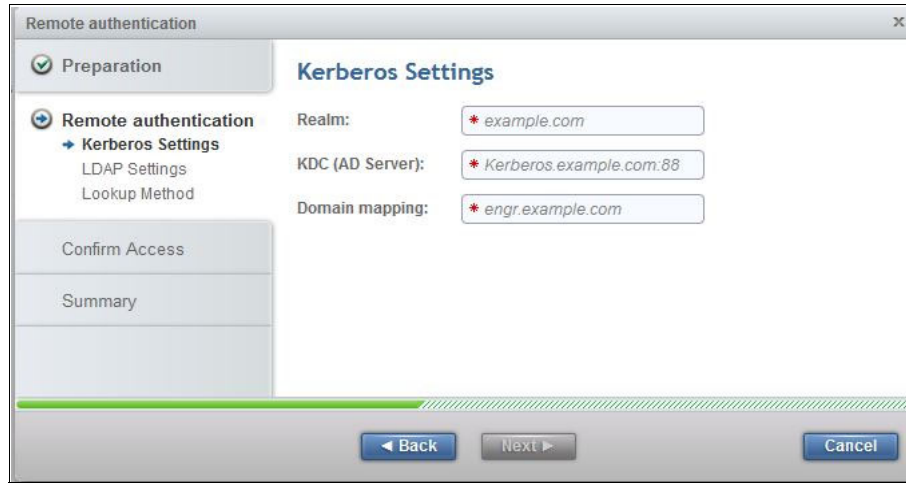 Remote authentication
Preparation
Remote authentication
Kerberos Settings
LDAP Settings
Lookup Method
Confirm Access
Summary
Kerberos Settings
Realm: * example.com
KDC (AD Server): * Kerberos.example.com:88
Domain mapping: * engr.example.com
Back Next Cancel